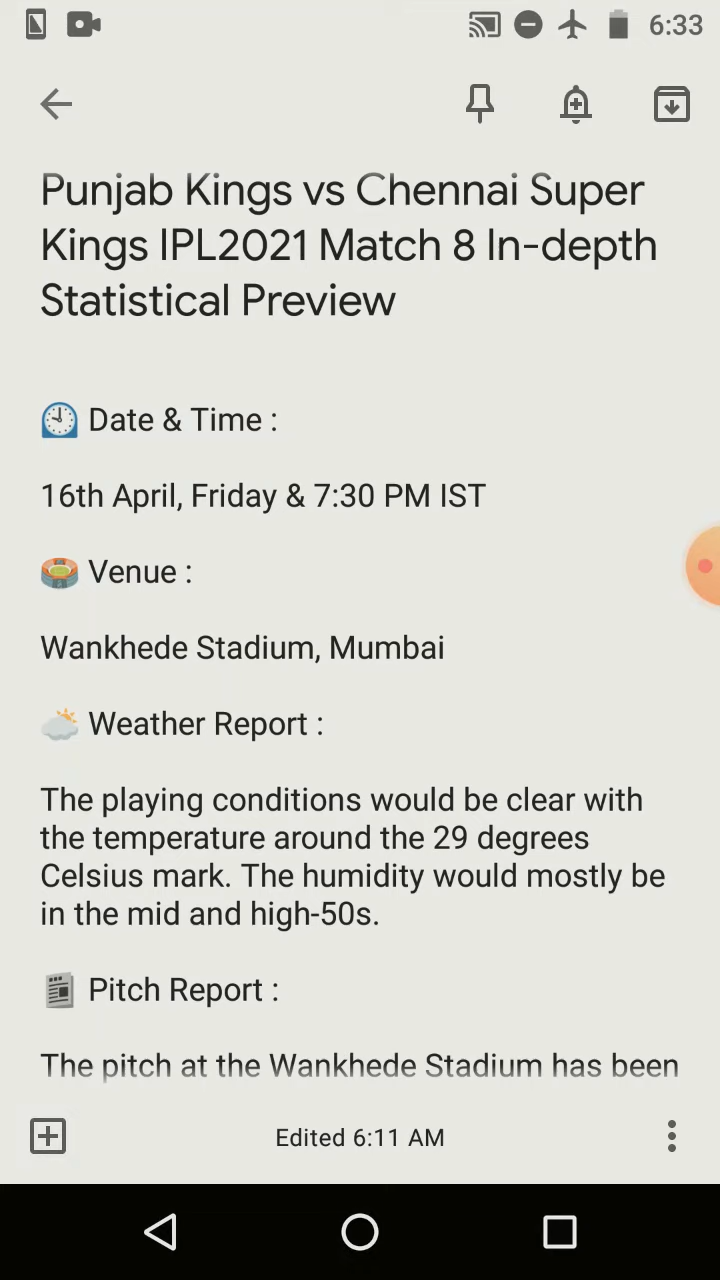 6:33
Punjab Kings vs Chennai Super
Kings IPL2021 Match 8 In-depth
Statistical Preview
🕘 Date & Time :
16th April, Friday & 7:30 PM IST
🏟 Venue :
Wankhede Stadium, Mumbai
🌥 Weather Report :
The playing conditions would be clear with
the temperature around the 29 degrees
Celsius mark. The humidity would mostly be
in the mid and high-50s.
📰 Pitch Report :
The pitch at the Wankhede Stadium has been
Edited 6:11 AM